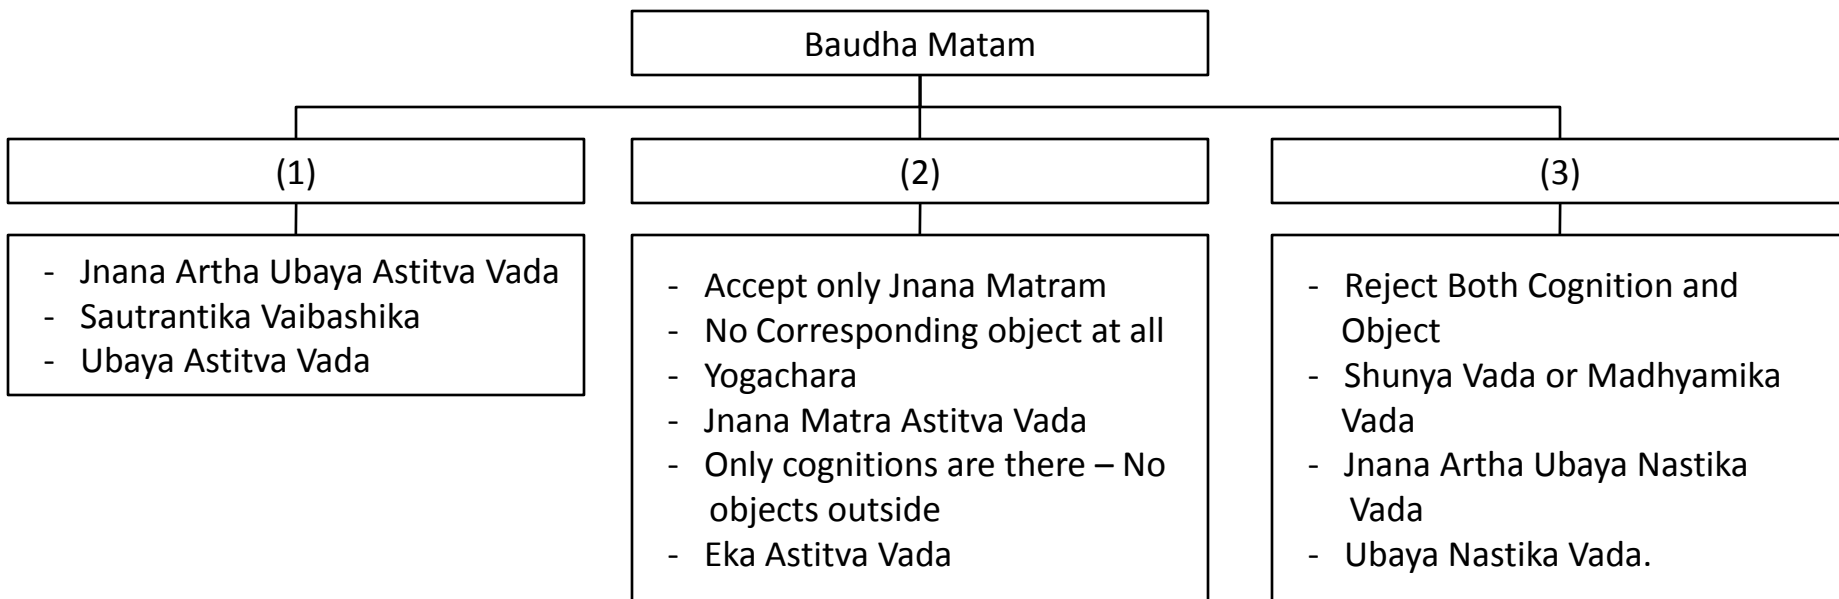 Baudha Matam
(1)
(2)
(3)
- Jnana Artha Ubaya Astitva Vada
- Sautrantika Vaibashika
- Ubaya Astitva Vada
- Accept only Jnana Matram
- No Corresponding object at all
- Yogachara
- Jnana Matra Astitva Vada
- Only cognitions are there – No
objects outside
- Eka Astitva Vada
- Reject Both Cognition and
Object
- Shunya Vada or Madhyamika
Vada
- Jnana Artha Ubaya Nastika
Vada
- Ubaya Nastika Vada.